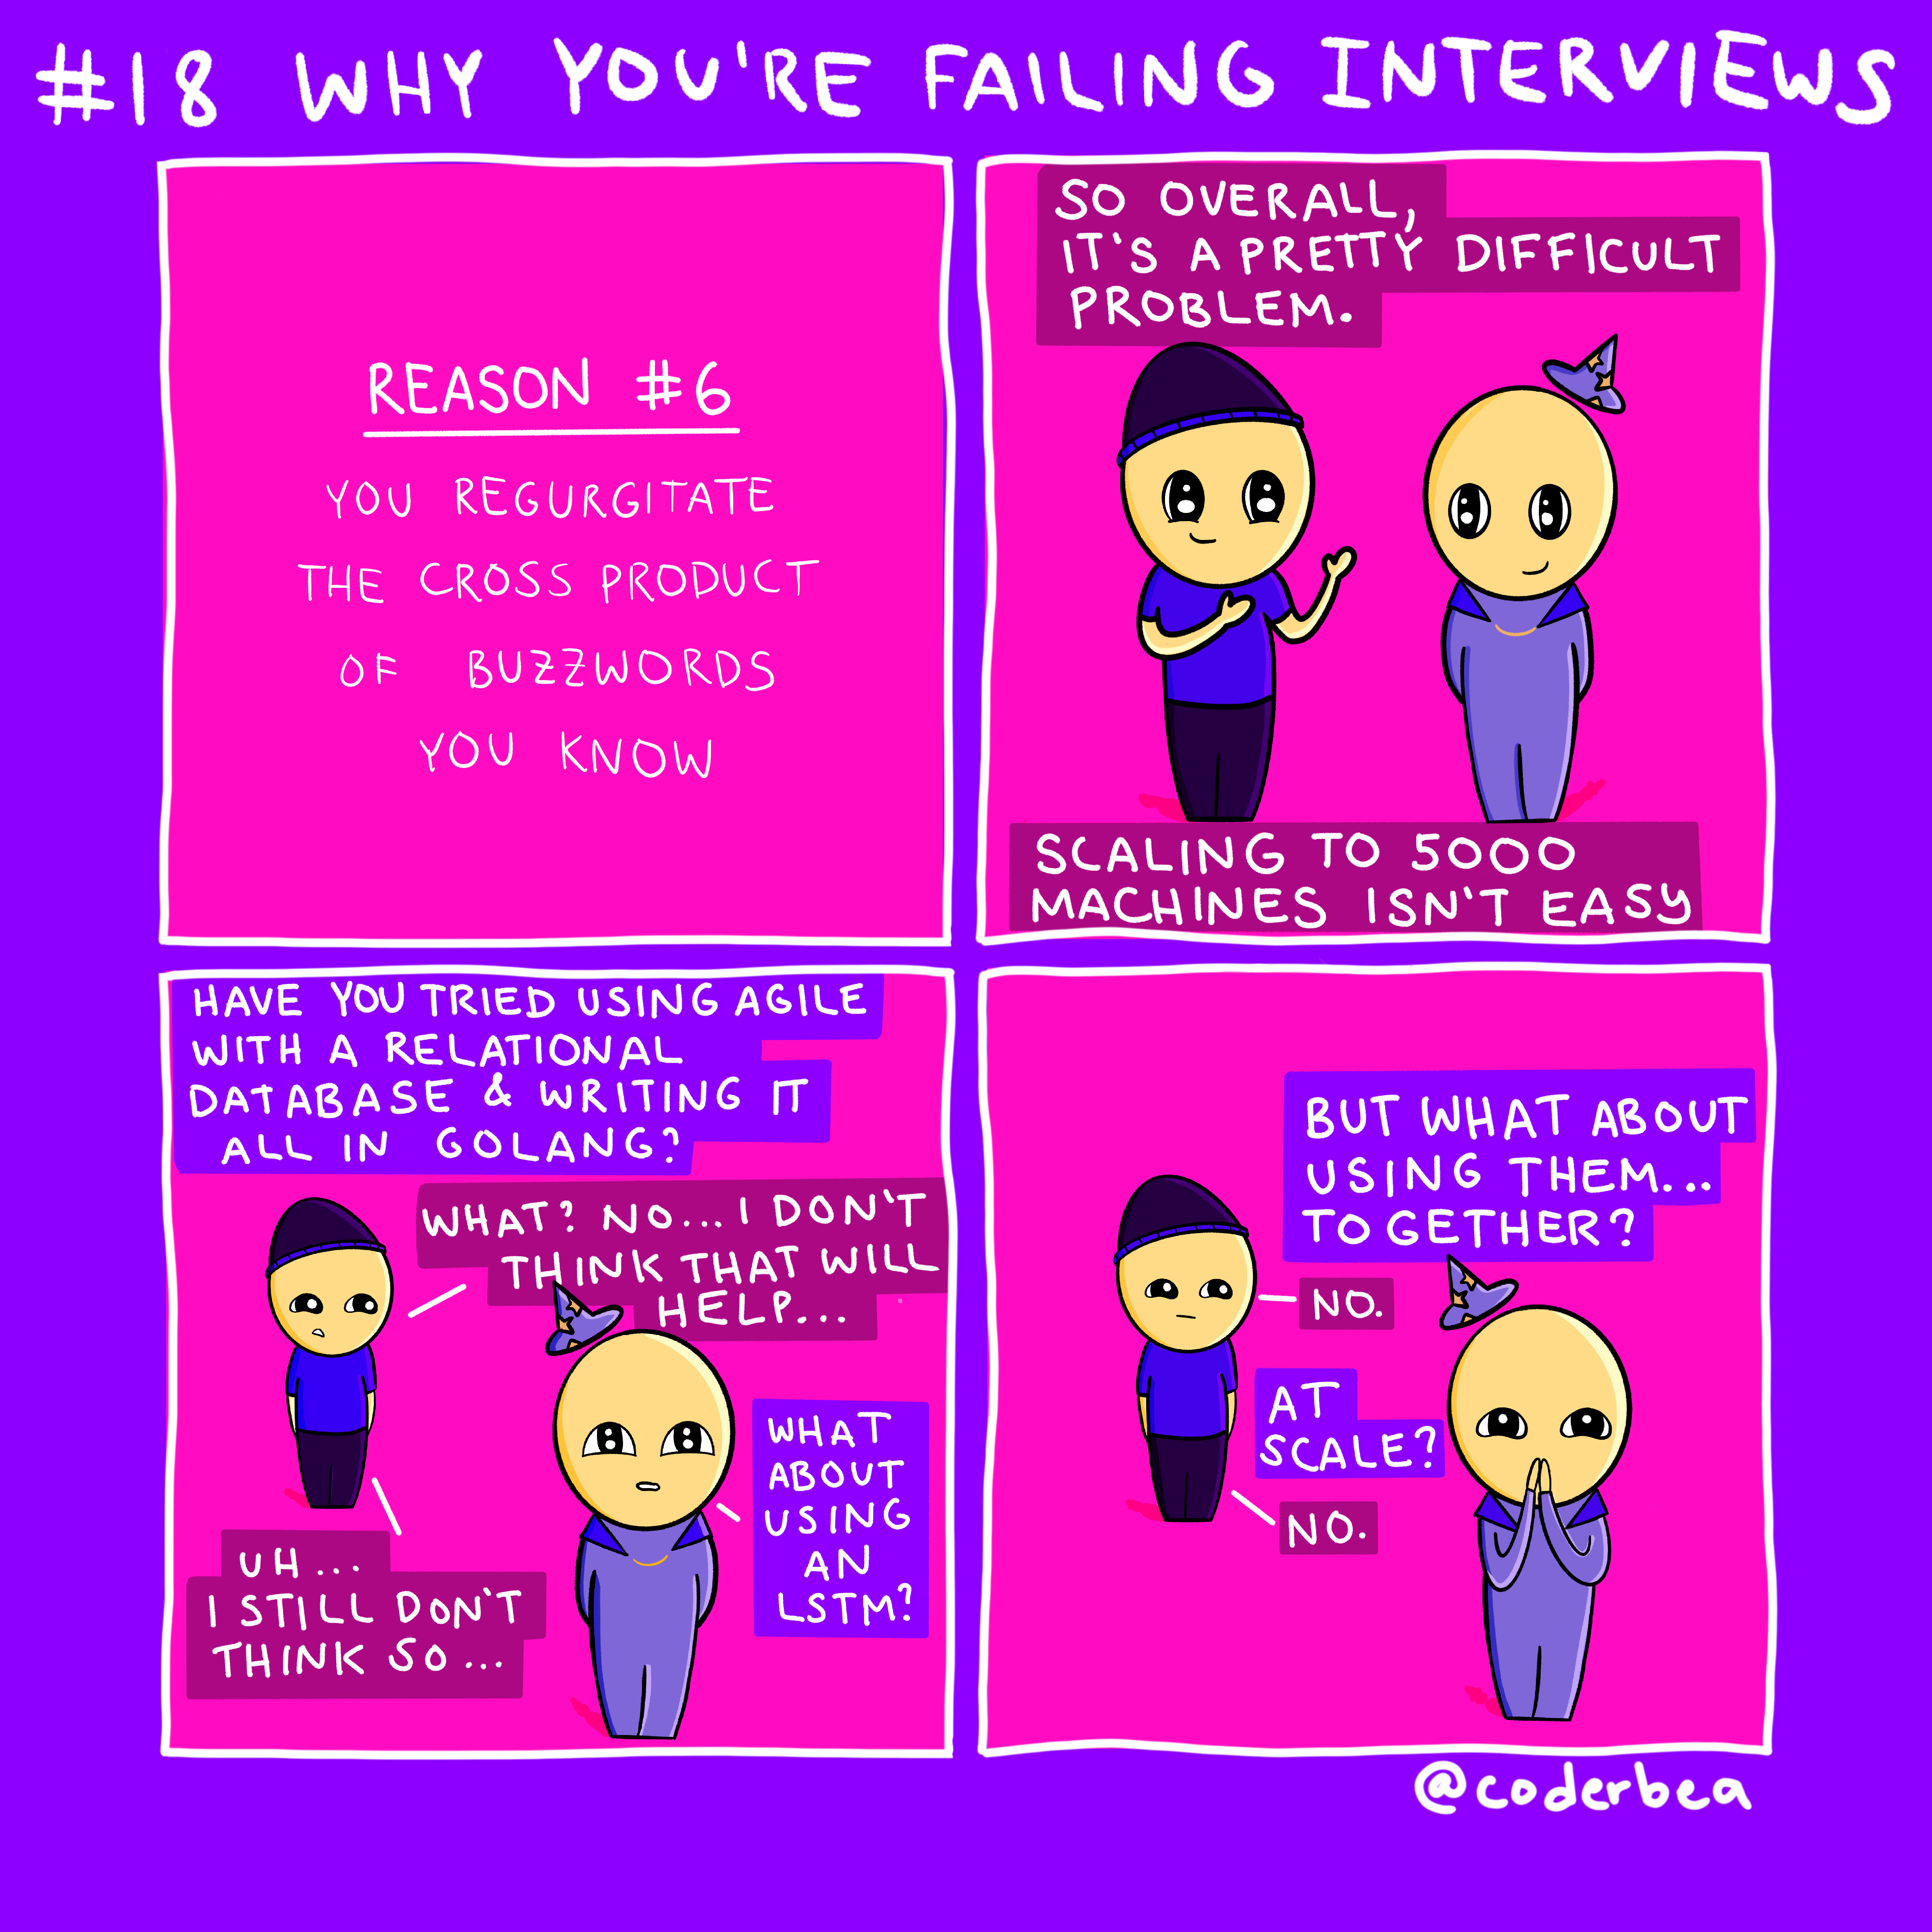 #18 WHY YOU'RE FAILING INTERVIEWS
REASON #6
YOU REGURGITATE
THE CROSS PRODUCT
OF BUZZWORDS
YOU KNOW
SO OVERALL,
IT'S A PRETTY DIFFICULT
PROBLEM.
SCALING TO 5000
MACHINES ISN'T EASY
HAVE YOU TRIED USING AGILE
WITH A RELATIONAL
DATABASE & WRITING IT
ALL IN GOLANG?
WHAT? NO... I DON'T
THINK THAT WILL
HELP...
WHAT
ABOUT
USING
AN
LSTM?
UH...
I STILL DON'T
THINK SO...
BUT WHAT ABOUT
USING THEM...
TOGETHER?
NO.
AT
SCALE?
NO.
@coderbea